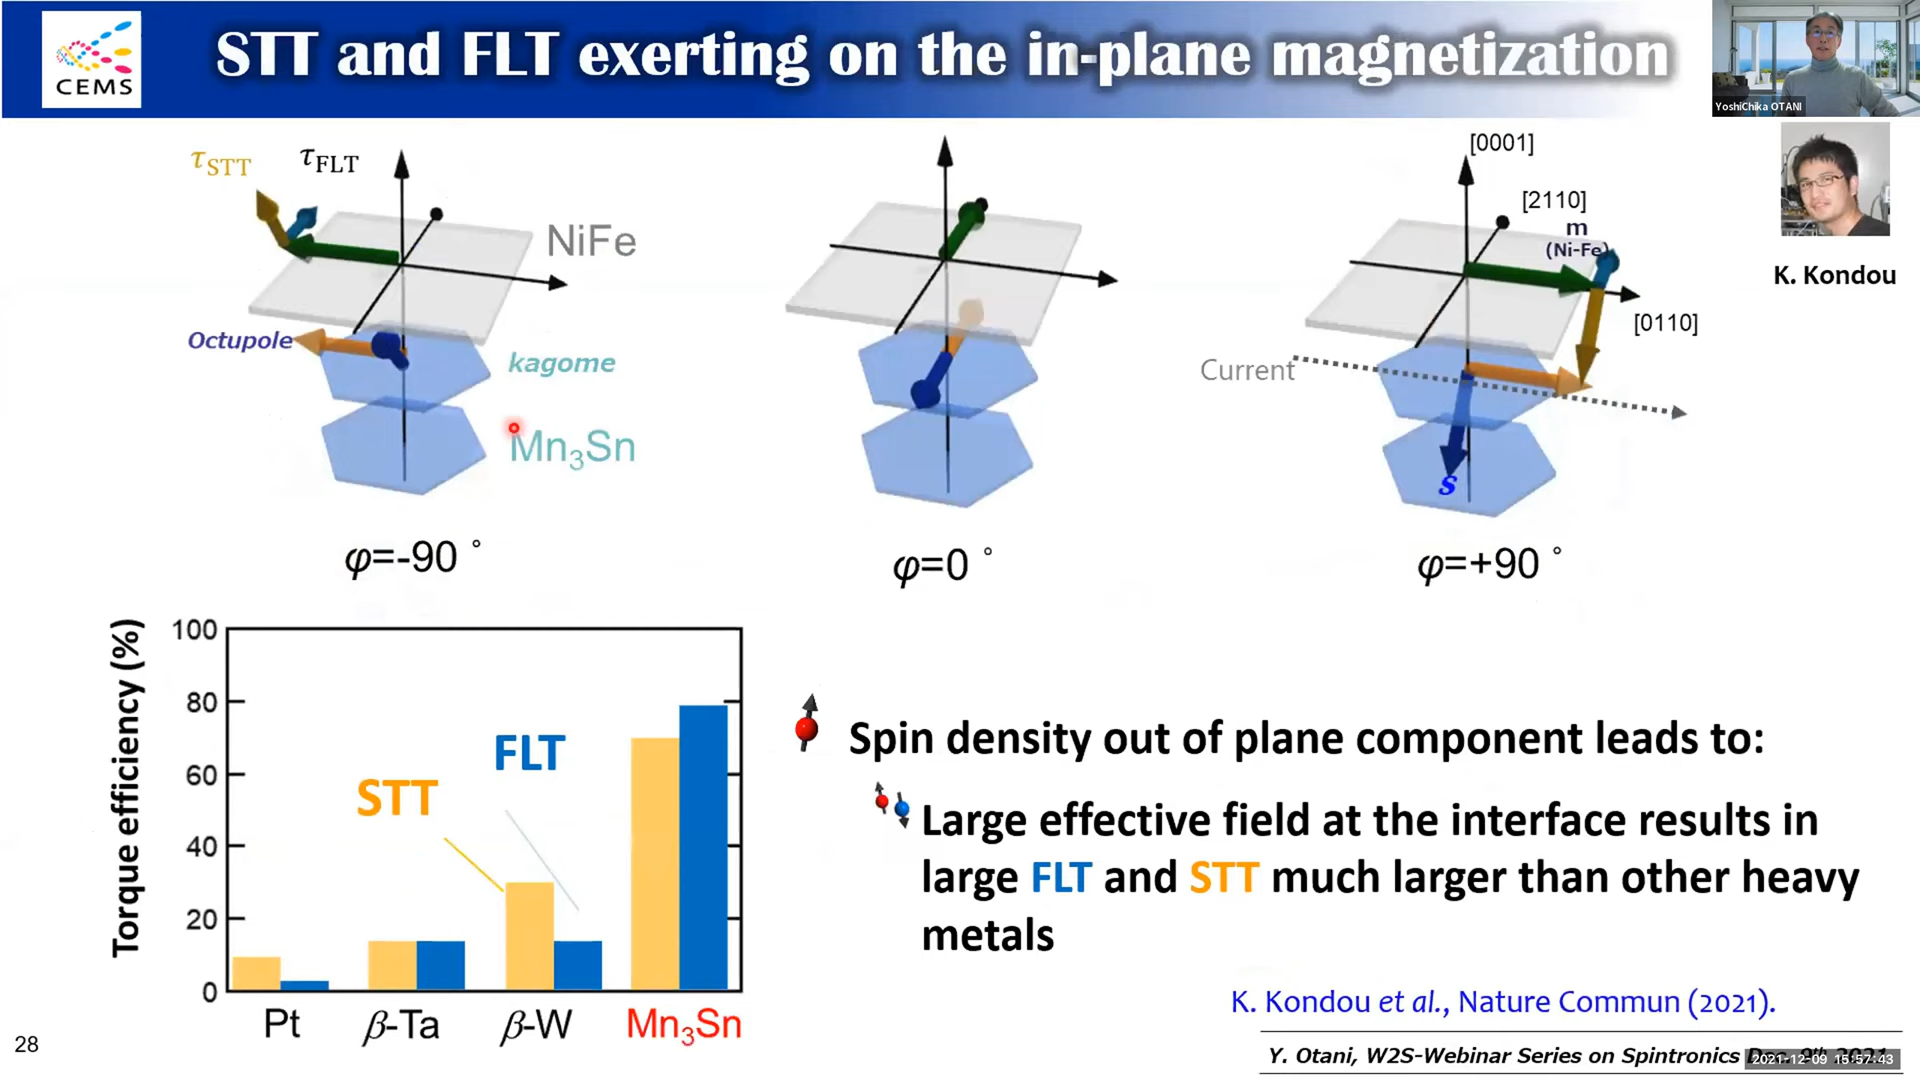 CEMS
STT and FLT exerting on the in-plane magnetization
YoshiChika OTANI
K. Kondou
τSTT
τFLT
NiFe
Octupole
kagome
Mn3Sn
φ=-90 °
φ=0 °
[0001]
[2110]
m
(Ni-Fe)
[0110]
Current
s
φ=+90 °
Torque efficiency (%)
100
80
60
40
20
0
STT
FLT
Pt
β-Ta
β-W
Mn3Sn
Spin density out of plane component leads to:
Large effective field at the interface results in
large FLT and STT much larger than other heavy
metals
K. Kondou et al., Nature Commun (2021).
28
Y. Otani, W2S-Webinar Series on Spintronics
2021-12-09 15:57:43